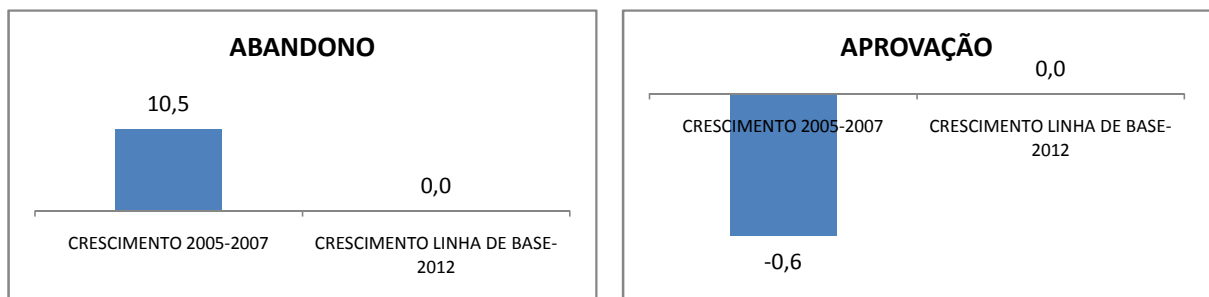 ABANDONO
10,5
0,0
CRESCIMENTO 2005-2007
CRESCIMENTO LINHA DE BASE-
2012
APROVAÇÃO
0,0
CRESCIMENTO 2005-2007
CRESCIMENTO LINHA DE BASE-
2012
-0,6